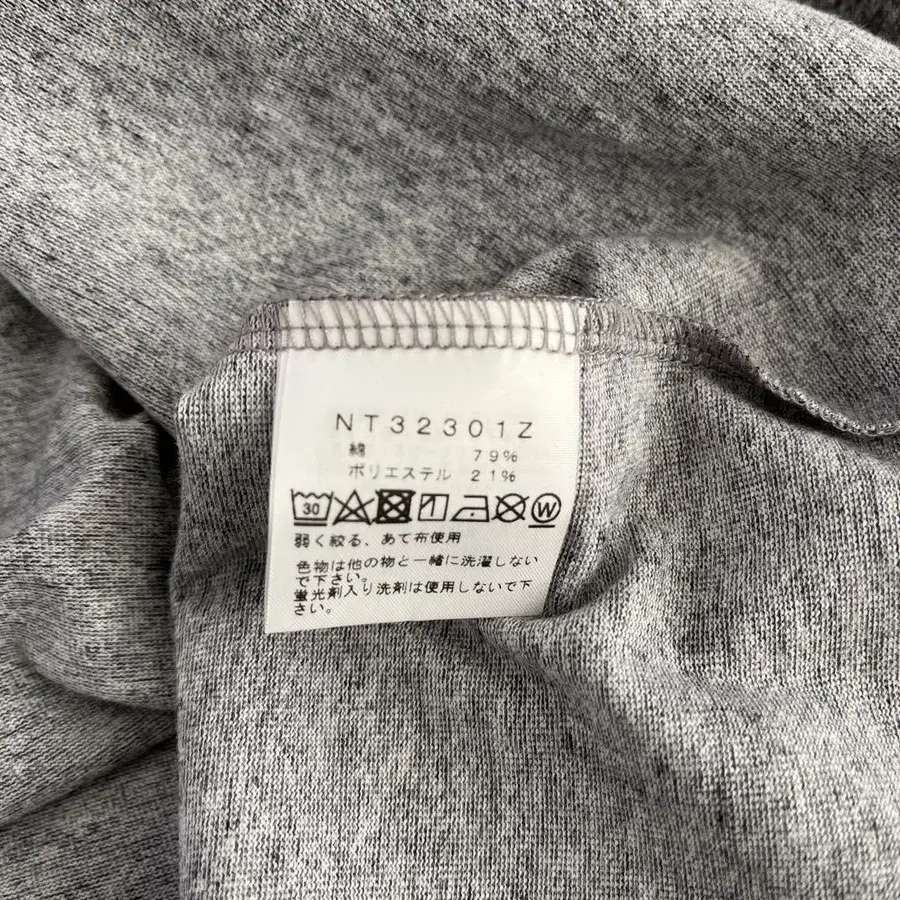 NT32301Z
綿 79%
ポリエステル 21%
30 W
弱く絞る、あて布使用
色物は他の物と一緒に洗濯しない
で下さい。
蛍光剤入り洗剤は使用しないで下
さい。